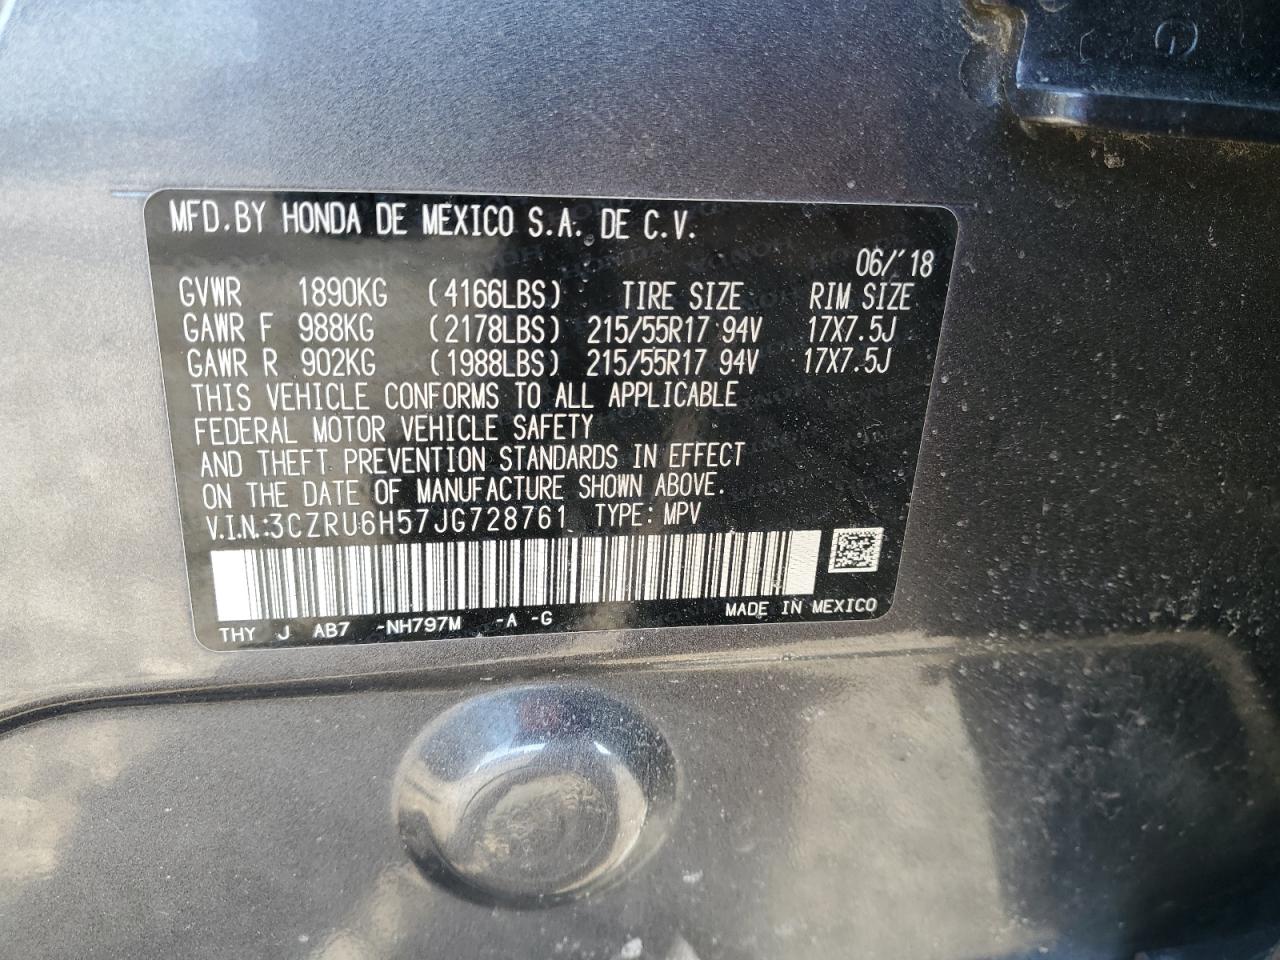 MFD.BY HONDA DE MEXICO S.A. DE C.V.
06/'18
GVWR 1890KG (4166LBS) TIRE SIZE RIM SIZE
GAWR F 988KG (2178LBS) 215/55R17 94V 17X7.5J
GAWR R 902KG (1988LBS) 215/55R17 94V 17X7.5J
THIS VEHICLE CONFORMS TO ALL APPLICABLE
FEDERAL MOTOR VEHICLE SAFETY
AND THEFT PREVENTION STANDARDS IN EFFECT
ON THE DATE OF MANUFACTURE SHOWN ABOVE.
V.I.N.:3CZRU6H57JG728761 TYPE: MPV
MADE IN MEXICO
THY J AB7 -NH797M -A -G